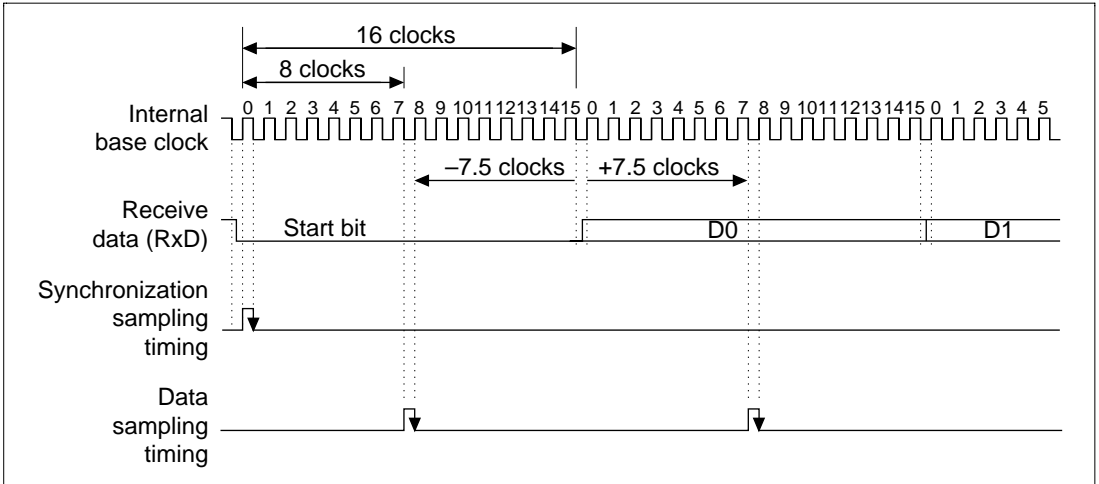 16 clocks
8 clocks
Internal
base clock
0 1 2 3 4 5 6 7 8 9 10 11 12 13 14 15 0 1 2 3 4 5 6 7 8 9 10 11 12 13 14 15 0 1 2 3 4 5
–7.5 clocks +7.5 clocks
Receive
data (RxD)
Start bit D0 D1
Synchronization
sampling
timing
Data
sampling
timing